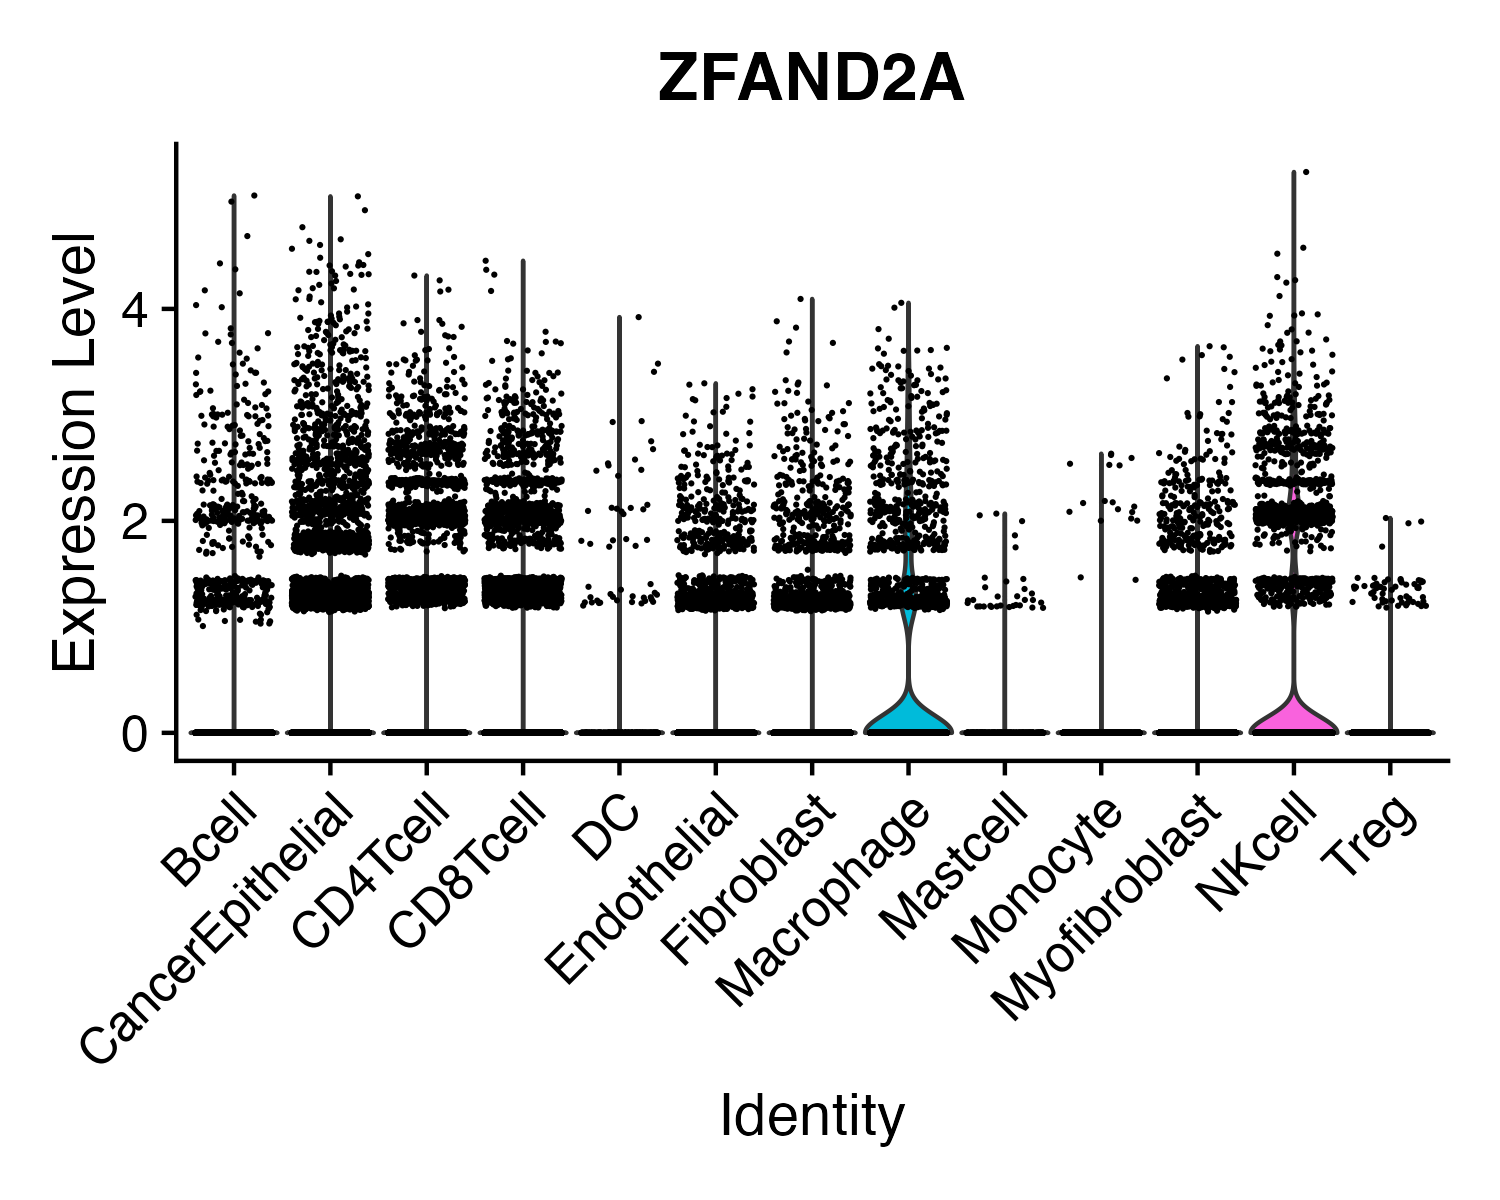 ZFAND2A
Expression Level
4
2
0
Bcell
CancerEpithelial
CD4Tcell
CD8Tcell
DC
Endothelial
Fibroblast
Macrophage
Mastcell
Monocyte
Myofibroblast
NKcell
Treg
Identity